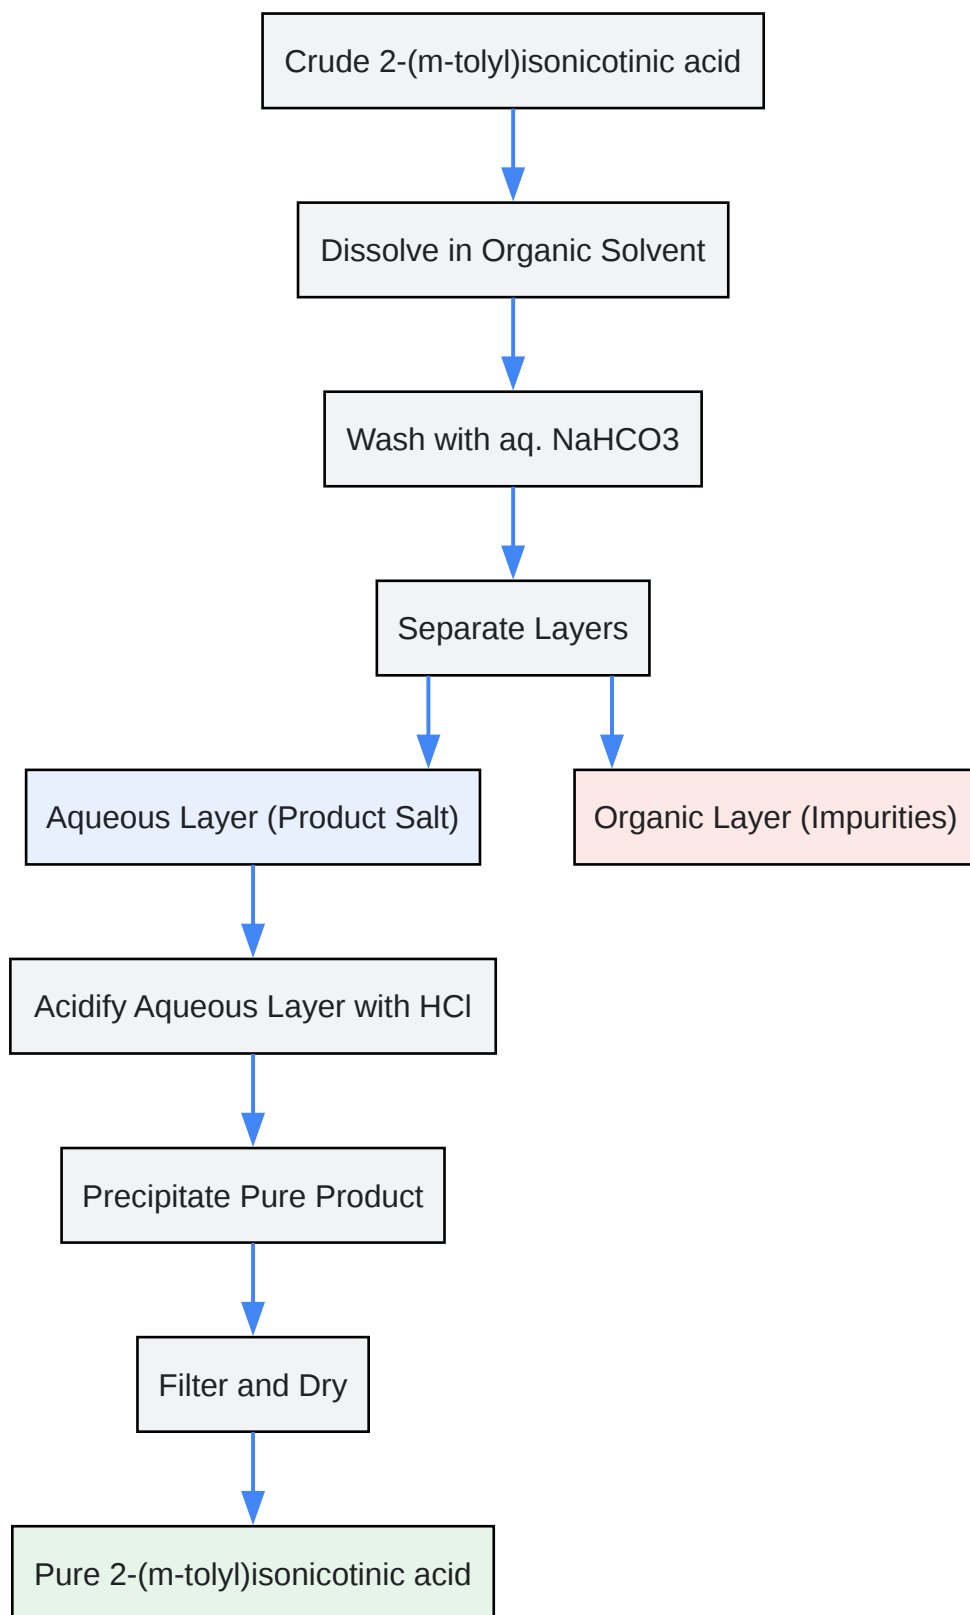 Crude 2-(m-tolyl)isonicotinic acid
Dissolve in Organic Solvent
Wash with aq. NaHCO3
Separate Layers
Aqueous Layer (Product Salt)
Organic Layer (Impurities)
Acidify Aqueous Layer with HCl
Precipitate Pure Product
Filter and Dry
Pure 2-(m-tolyl)isonicotinic acid